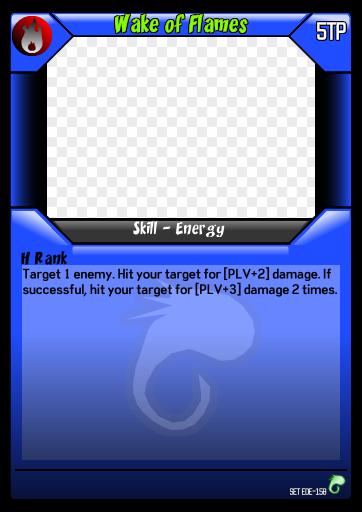 Wake of Flames
5TP
Skill - Energy
H Rank
Target 1 enemy. Hit your target for [PLV+2] damage. If
successful, hit your target for [PLV+3] damage 2 times.
SET EOE-158